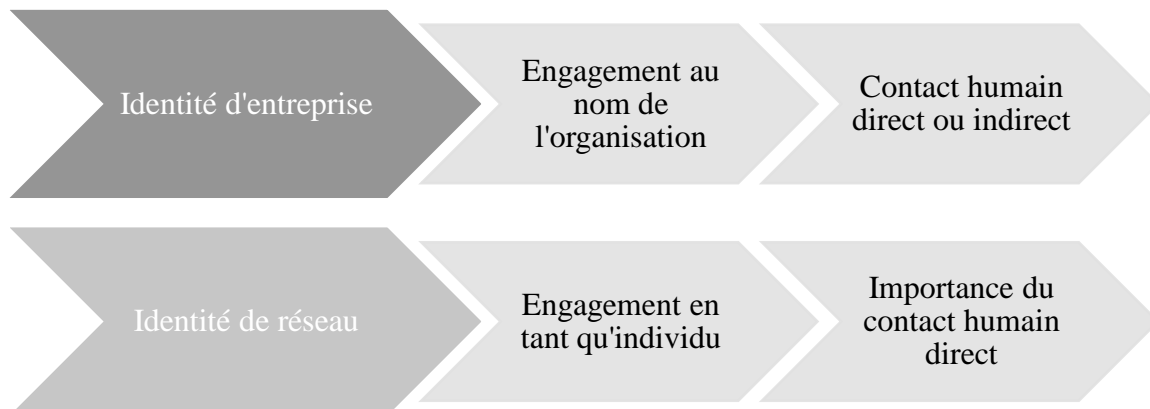 Identité d'entreprise
Engagement au
nom de
l'organisation
Contact humain
direct ou indirect
Identité de réseau
Engagement en
tant qu'individu
Importance du
contact humain
direct